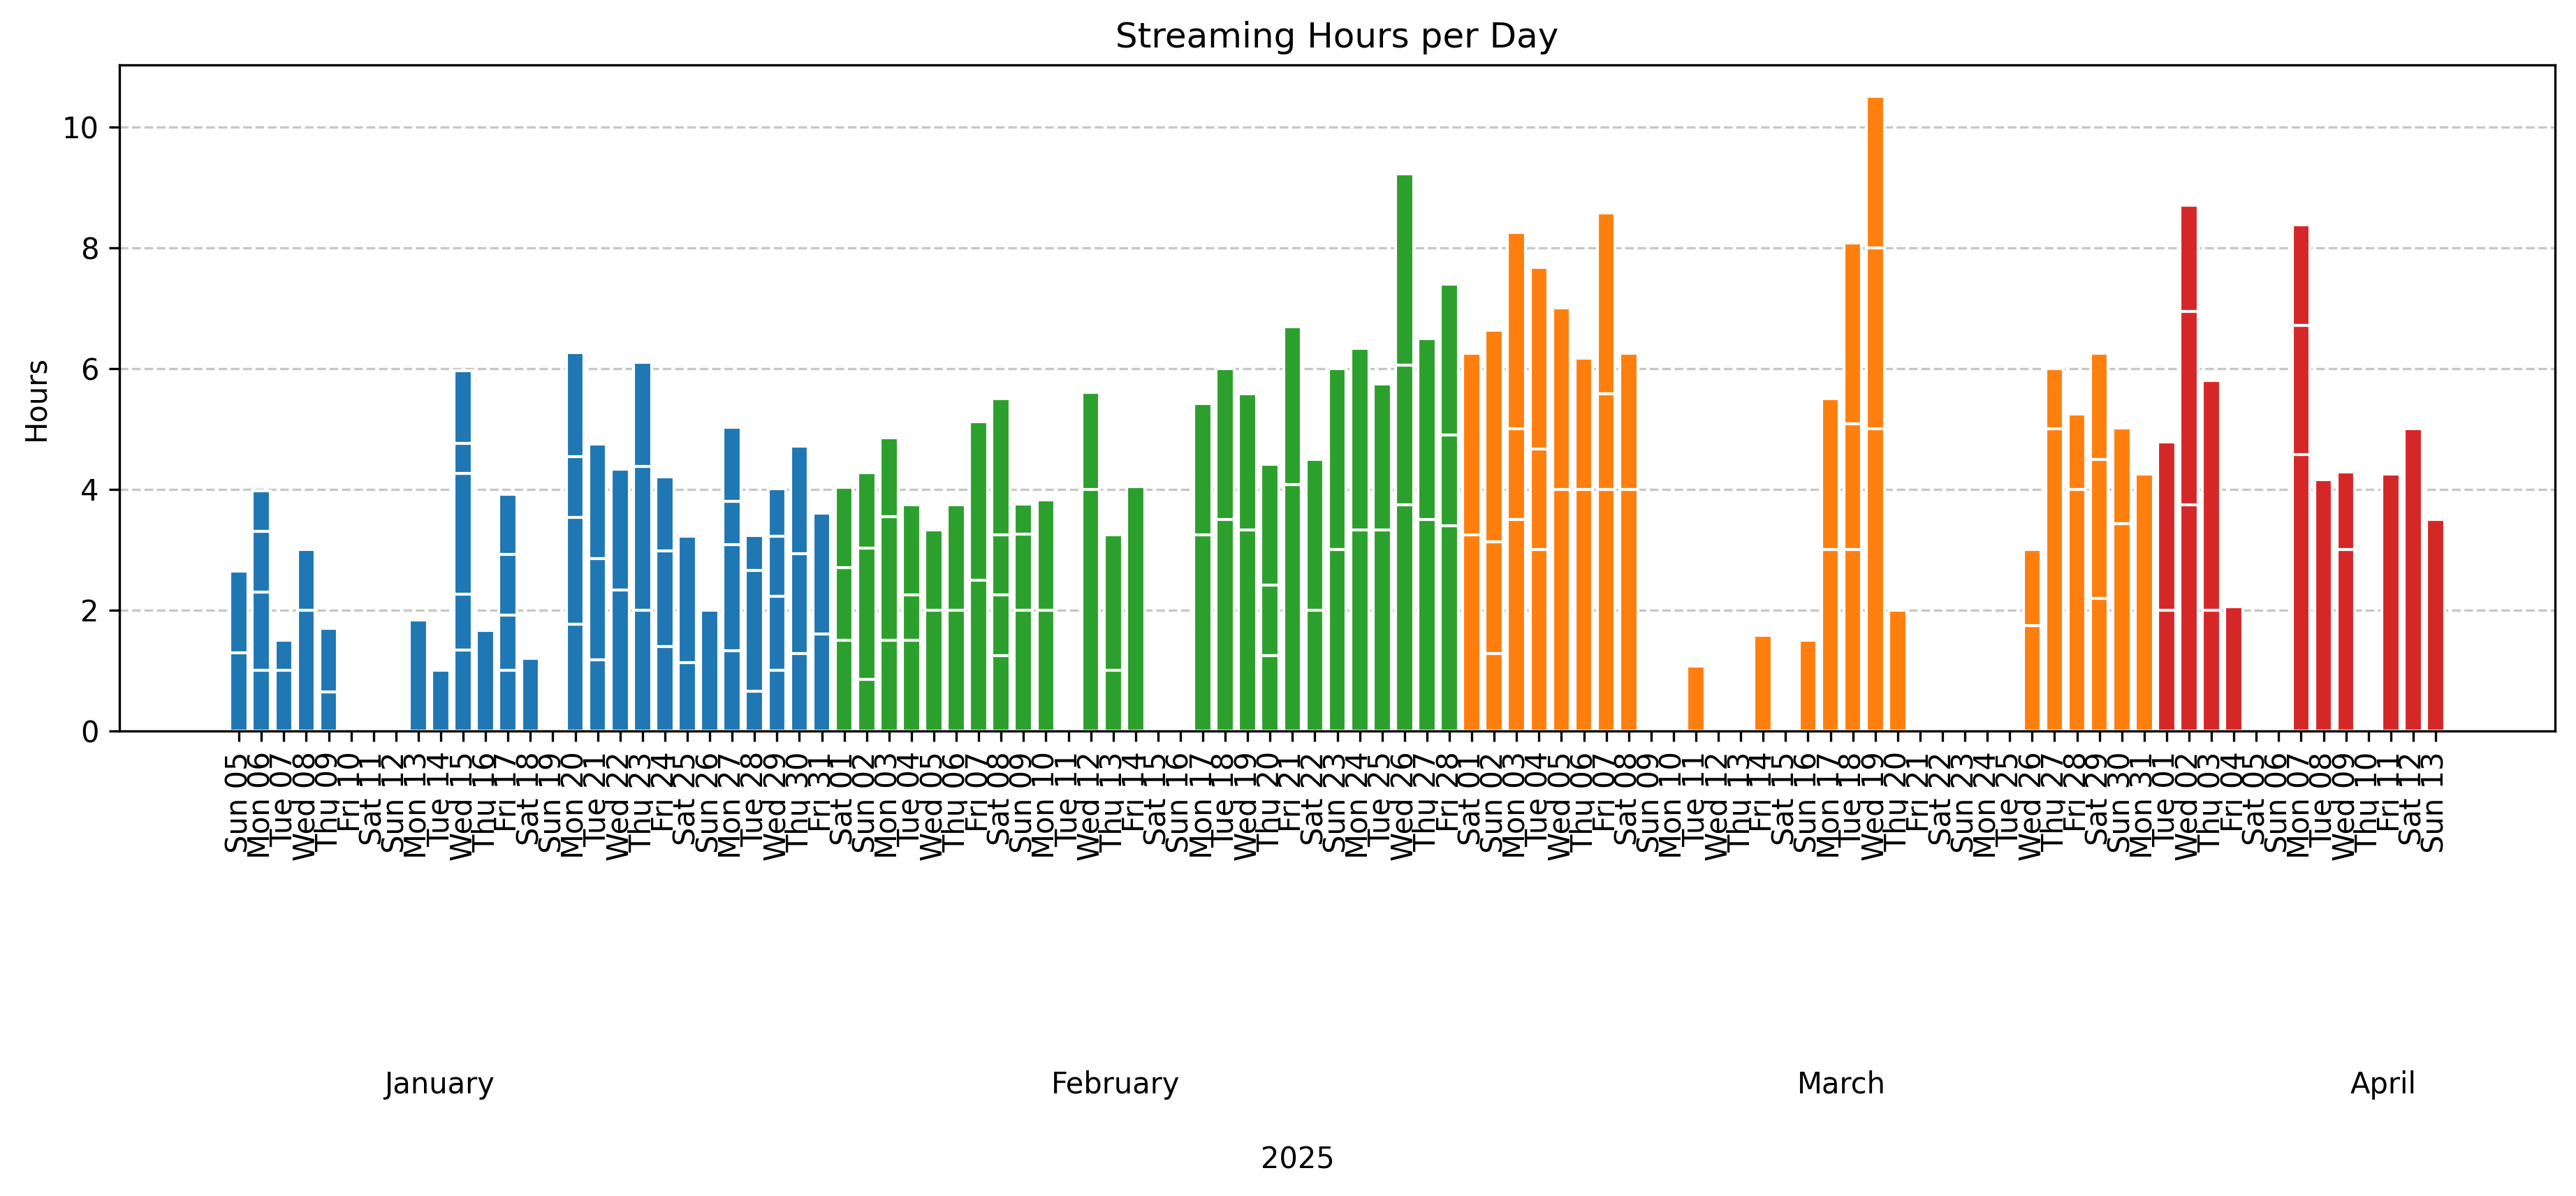 Streaming Hours per Day
Hours
10
8
6
4
2
0
Sun 05
Mon 06
Tue 07
Wed 08
Thu 09
Fri 10
Sat 11
Sun 12
Mon 13
Tue 14
Wed 15
Thu 16
Fri 17
Sat 18
Sun 19
Mon 20
Tue 21
Wed 22
Thu 23
Fri 24
Sat 25
Sun 26
Mon 27
Tue 28
Wed 29
Thu 30
Fri 31
Sat 01
Sun 02
Mon 03
Tue 04
Wed 05
Thu 06
Fri 07
Sat 08
Sun 09
Mon 10
Tue 11
Wed 12
Thu 13
Fri 14
Sat 15
Sun 16
Mon 17
Tue 18
Wed 19
Thu 20
Fri 21
Sat 22
Sun 23
Mon 24
Tue 25
Wed 26
Thu 27
Fri 28
Sat 01
Sun 02
Mon 03
Tue 04
Wed 05
Thu 06
Fri 07
Sat 08
Sun 09
Mon 10
Tue 11
Wed 12
Thu 13
Fri 14
Sat 15
Sun 16
Mon 17
Tue 18
Wed 19
Thu 20
Fri 21
Sat 22
Sun 23
Mon 24
Tue 25
Wed 26
Thu 27
Fri 28
Sat 29
Sun 30
Mon 31
Tue 01
Wed 02
Thu 03
Fri 04
Sat 05
Sun 06
Mon 07
Tue 08
Wed 09
Thu 10
Fri 11
Sat 12
Sun 13
January
February
March
April
2025